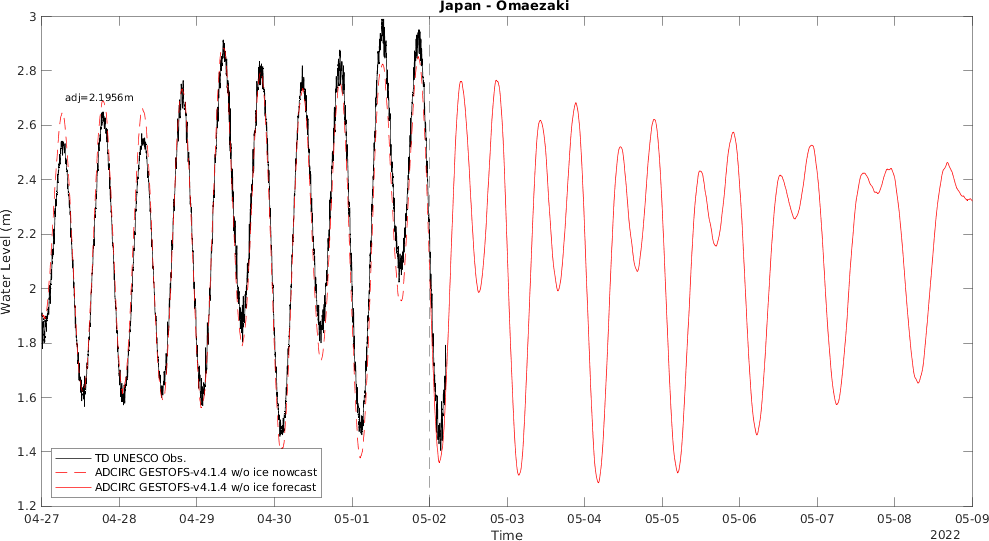 Japan - Omaezaki
3
2.8
2.6
2.4
2.2
2
1.8
1.6
1.4
1.2
Water Level (m)
adj=2.1956m
TD UNESCO Obs.
ADCIRC GESTOFS-v4.1.4 w/o ice nowcast
ADCIRC GESTOFS-v4.1.4 w/o ice forecast
04-27 04-28 04-29 04-30 05-01 05-02 05-03 05-04 05-05 05-06 05-07 05-08 05-09
Time
2022